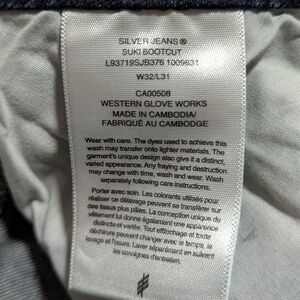 SILVER JEANS®
SUKI BOOTCUT
L93719SJB376 1009631
W32/L31
CA00508
WESTERN GLOVE WORKS
MADE IN CAMBODIA/
FABRIQUÉ AU CAMBODGE
Wear with care. The dyes used to achieve this
wash may transfer onto lighter materials. The
garment's unique design also give it a distinct,
varied appearance. Any fraying and destruction
may change with time, wash and wear. Wash
separately following care instructions.
Porter avec soin. Les colorants utilisés pour
réaliser ce délavage peuvent se transférer sur
des tissus plus pâles. La conception unique du
vêtement lui donne également une apparence
distincte et variée. Tout effilochage et toute
déchirure peuvent changer avec le temps, le
lavage et l'usure. Laver séparément en suivant
les consignes d'entretien.